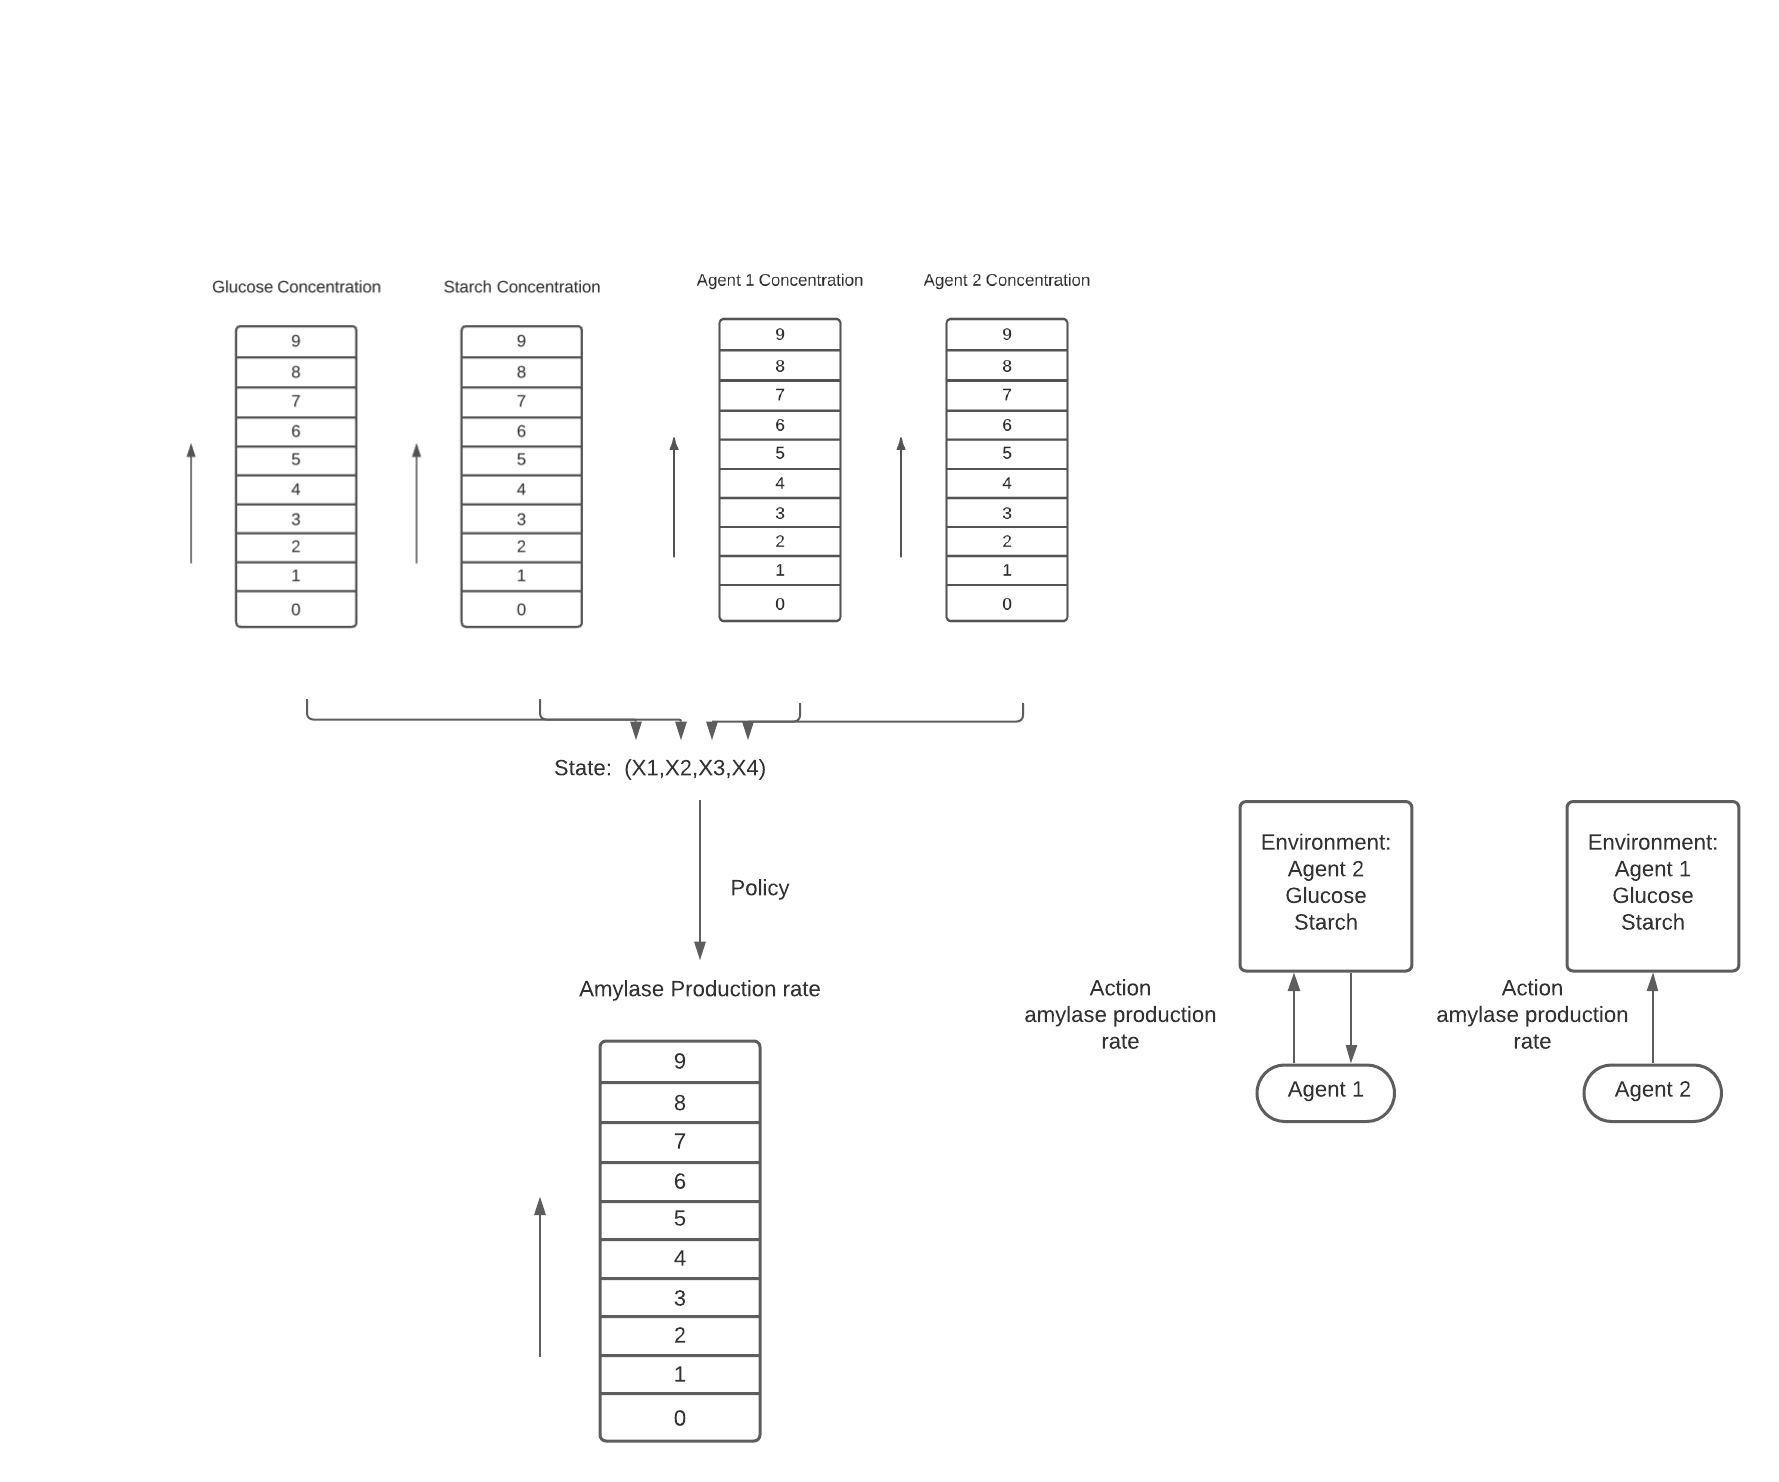 Glucose Concentration
Starch Concentration
Agent 1 Concentration
Agent 2 Concentration
9
8
7
6
5
4
3
2
1
0
9
8
7
6
5
4
3
2
1
0
9
8
7
6
5
4
3
2
1
0
9
8
7
6
5
4
3
2
1
0
State: (X1,X2,X3,X4)
Policy
Amylase Production rate
9
8
7
6
5
4
3
2
1
0
Environment:
Agent 2
Glucose
Starch
Action
amylase production
rate
Agent 1
Environment:
Agent 1
Glucose
Starch
Action
amylase production
rate
Agent 2